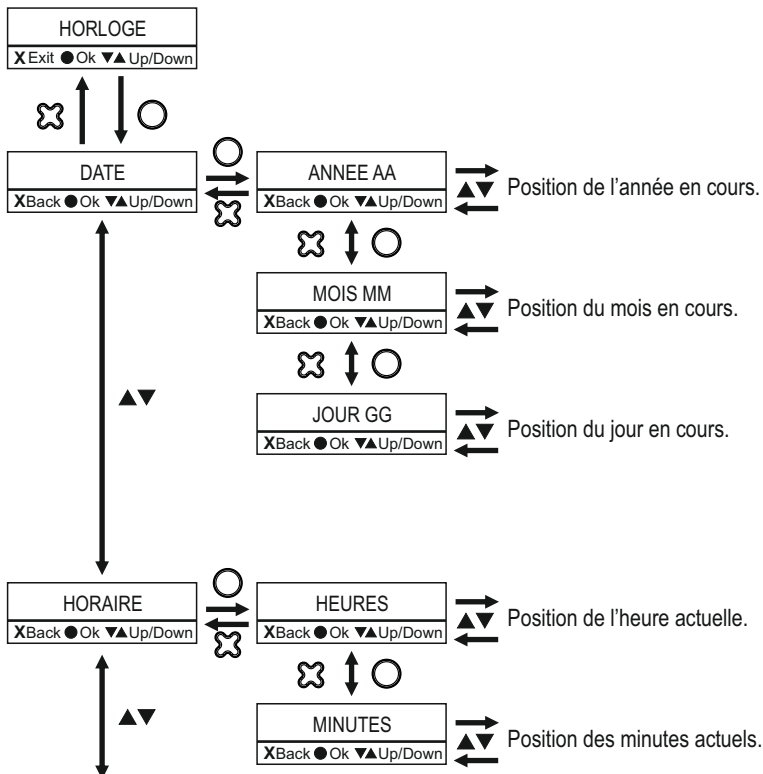 HORLOGE
X Exit ● Ok ▼▲ Up/Down
DATE
XBack ● Ok ▼▲Up/Down
ANNEE AA
XBack ● Ok ▼▲Up/Down
Position de l'année en cours.
MOIS MM
XBack ● Ok ▼▲Up/Down
Position du mois en cours.
JOUR GG
XBack ● Ok ▼▲Up/Down
Position du jour en cours.
HORAIRE
XBack ● Ok ▼▲Up/Down
HEURES
XBack ● Ok ▼▲Up/Down
Position de l'heure actuelle.
MINUTES
XBack ● Ok ▼▲Up/Down
Position des minutes actuels.